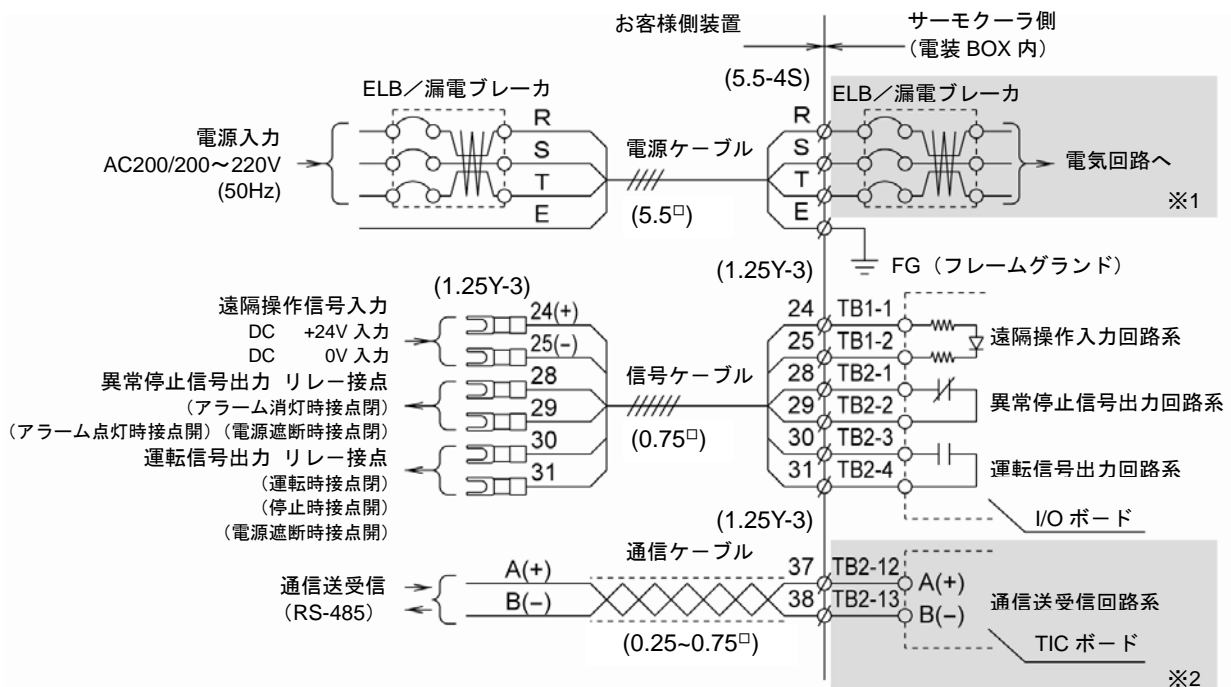 お客様側装置
サーモクーラ側
(電装 BOX 内)
ELB／漏電ブレーカ
(5.5-4S)
ELB／漏電ブレーカ
電源入力
AC200/200～220V
(50Hz)
R
S
T
E
電源ケーブル
(5.5□)
R
S
T
E
電気回路へ
※1
FG（フレームグランド）
(1.25Y-3)
(1.25Y-3)
遠隔操作信号入力
DC +24V 入力
DC 0V 入力
異常停止信号出力 リレー接点
（アラーム消灯時接点閉）
（アラーム点灯時接点開）（電源遮断時接点閉）
運転信号出力 リレー接点
（運転時接点閉）
（停止時接点開）
（電源遮断時接点開）
24(+)
25(−)
28
29
30
31
信号ケーブル
(0.75□)
24 TB1-1
25 TB1-2
28 TB2-1
29 TB2-2
30 TB2-3
31 TB2-4
遠隔操作入力回路系
異常停止信号出力回路系
運転信号出力回路系
I/O ボード
(1.25Y-3)
通信送受信
(RS-485)
A(+)
B(−)
通信ケーブル
(0.25~0.75□)
37 TB2-12
38 TB2-13
A(+)
B(−)
通信送受信回路系
TIC ボード
※2